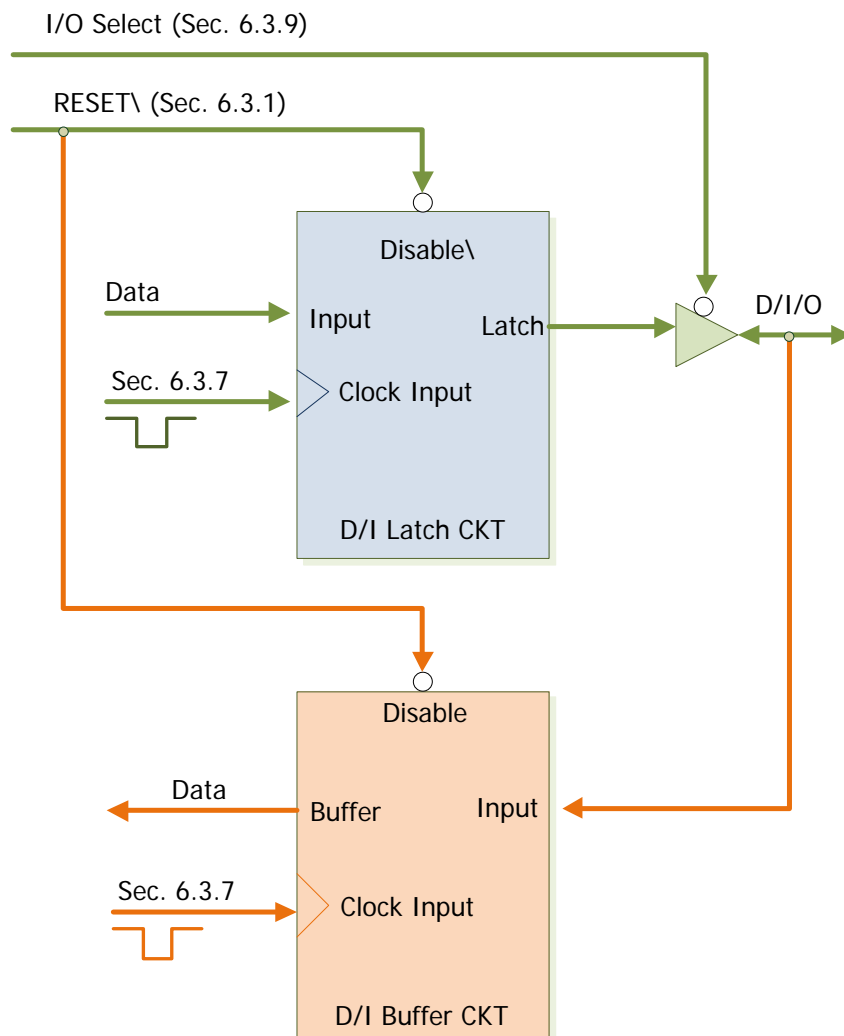 I/O Select (Sec. 6.3.9)
RESET\ (Sec. 6.3.1)
Disable\
Data
Input
Latch
D/I/O
Sec. 6.3.7
Clock Input
D/I Latch CKT
Disable
Data
Buffer
Input
Sec. 6.3.7
Clock Input
D/I Buffer CKT